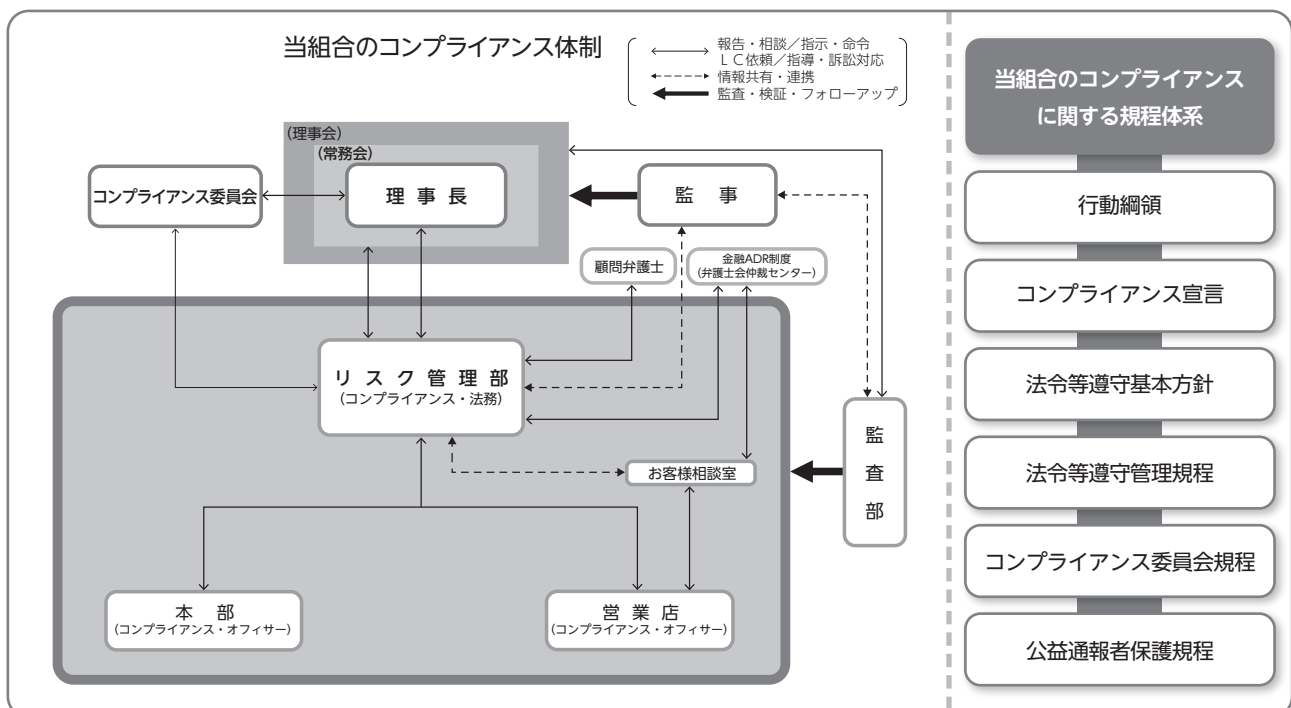 当組合のコンプライアンス体制
報告・相談／指示・命令
ＬＣ依頼／指導・訴訟対応
情報共有・連携
監査・検証・フォローアップ
(理事会)
(常務会)
コンプライアンス委員会
理事長
監事
顧問弁護士
金融ADR制度
(弁護士会仲裁センター)
リスク管理部
(コンプライアンス・法務)
お客様相談室
監査部
本部
(コンプライアンス・オフィサー)
営業店
(コンプライアンス・オフィサー)
当組合のコンプライアンス
に関する規程体系
行動綱領
コンプライアンス宣言
法令等遵守基本方針
法令等遵守管理規程
コンプライアンス委員会規程
公益通報者保護規程